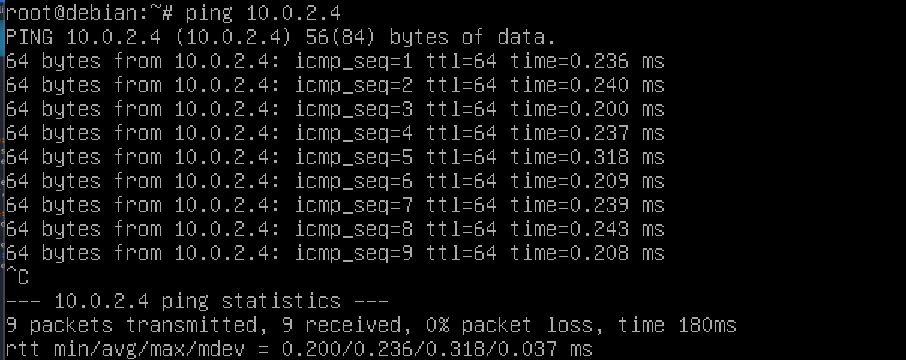 root@debian:~# ping 10.0.2.4
PING 10.0.2.4 (10.0.2.4) 56(84) bytes of data.
64 bytes from 10.0.2.4: icmp_seq=1 ttl=64 time=0.236 ms
64 bytes from 10.0.2.4: icmp_seq=2 ttl=64 time=0.240 ms
64 bytes from 10.0.2.4: icmp_seq=3 ttl=64 time=0.200 ms
64 bytes from 10.0.2.4: icmp_seq=4 ttl=64 time=0.237 ms
64 bytes from 10.0.2.4: icmp_seq=5 ttl=64 time=0.318 ms
64 bytes from 10.0.2.4: icmp_seq=6 ttl=64 time=0.209 ms
64 bytes from 10.0.2.4: icmp_seq=7 ttl=64 time=0.239 ms
64 bytes from 10.0.2.4: icmp_seq=8 ttl=64 time=0.243 ms
64 bytes from 10.0.2.4: icmp_seq=9 ttl=64 time=0.208 ms
^C
--- 10.0.2.4 ping statistics ---
9 packets transmitted, 9 received, 0% packet loss, time 180ms
rtt min/avg/max/mdev = 0.200/0.236/0.318/0.037 ms